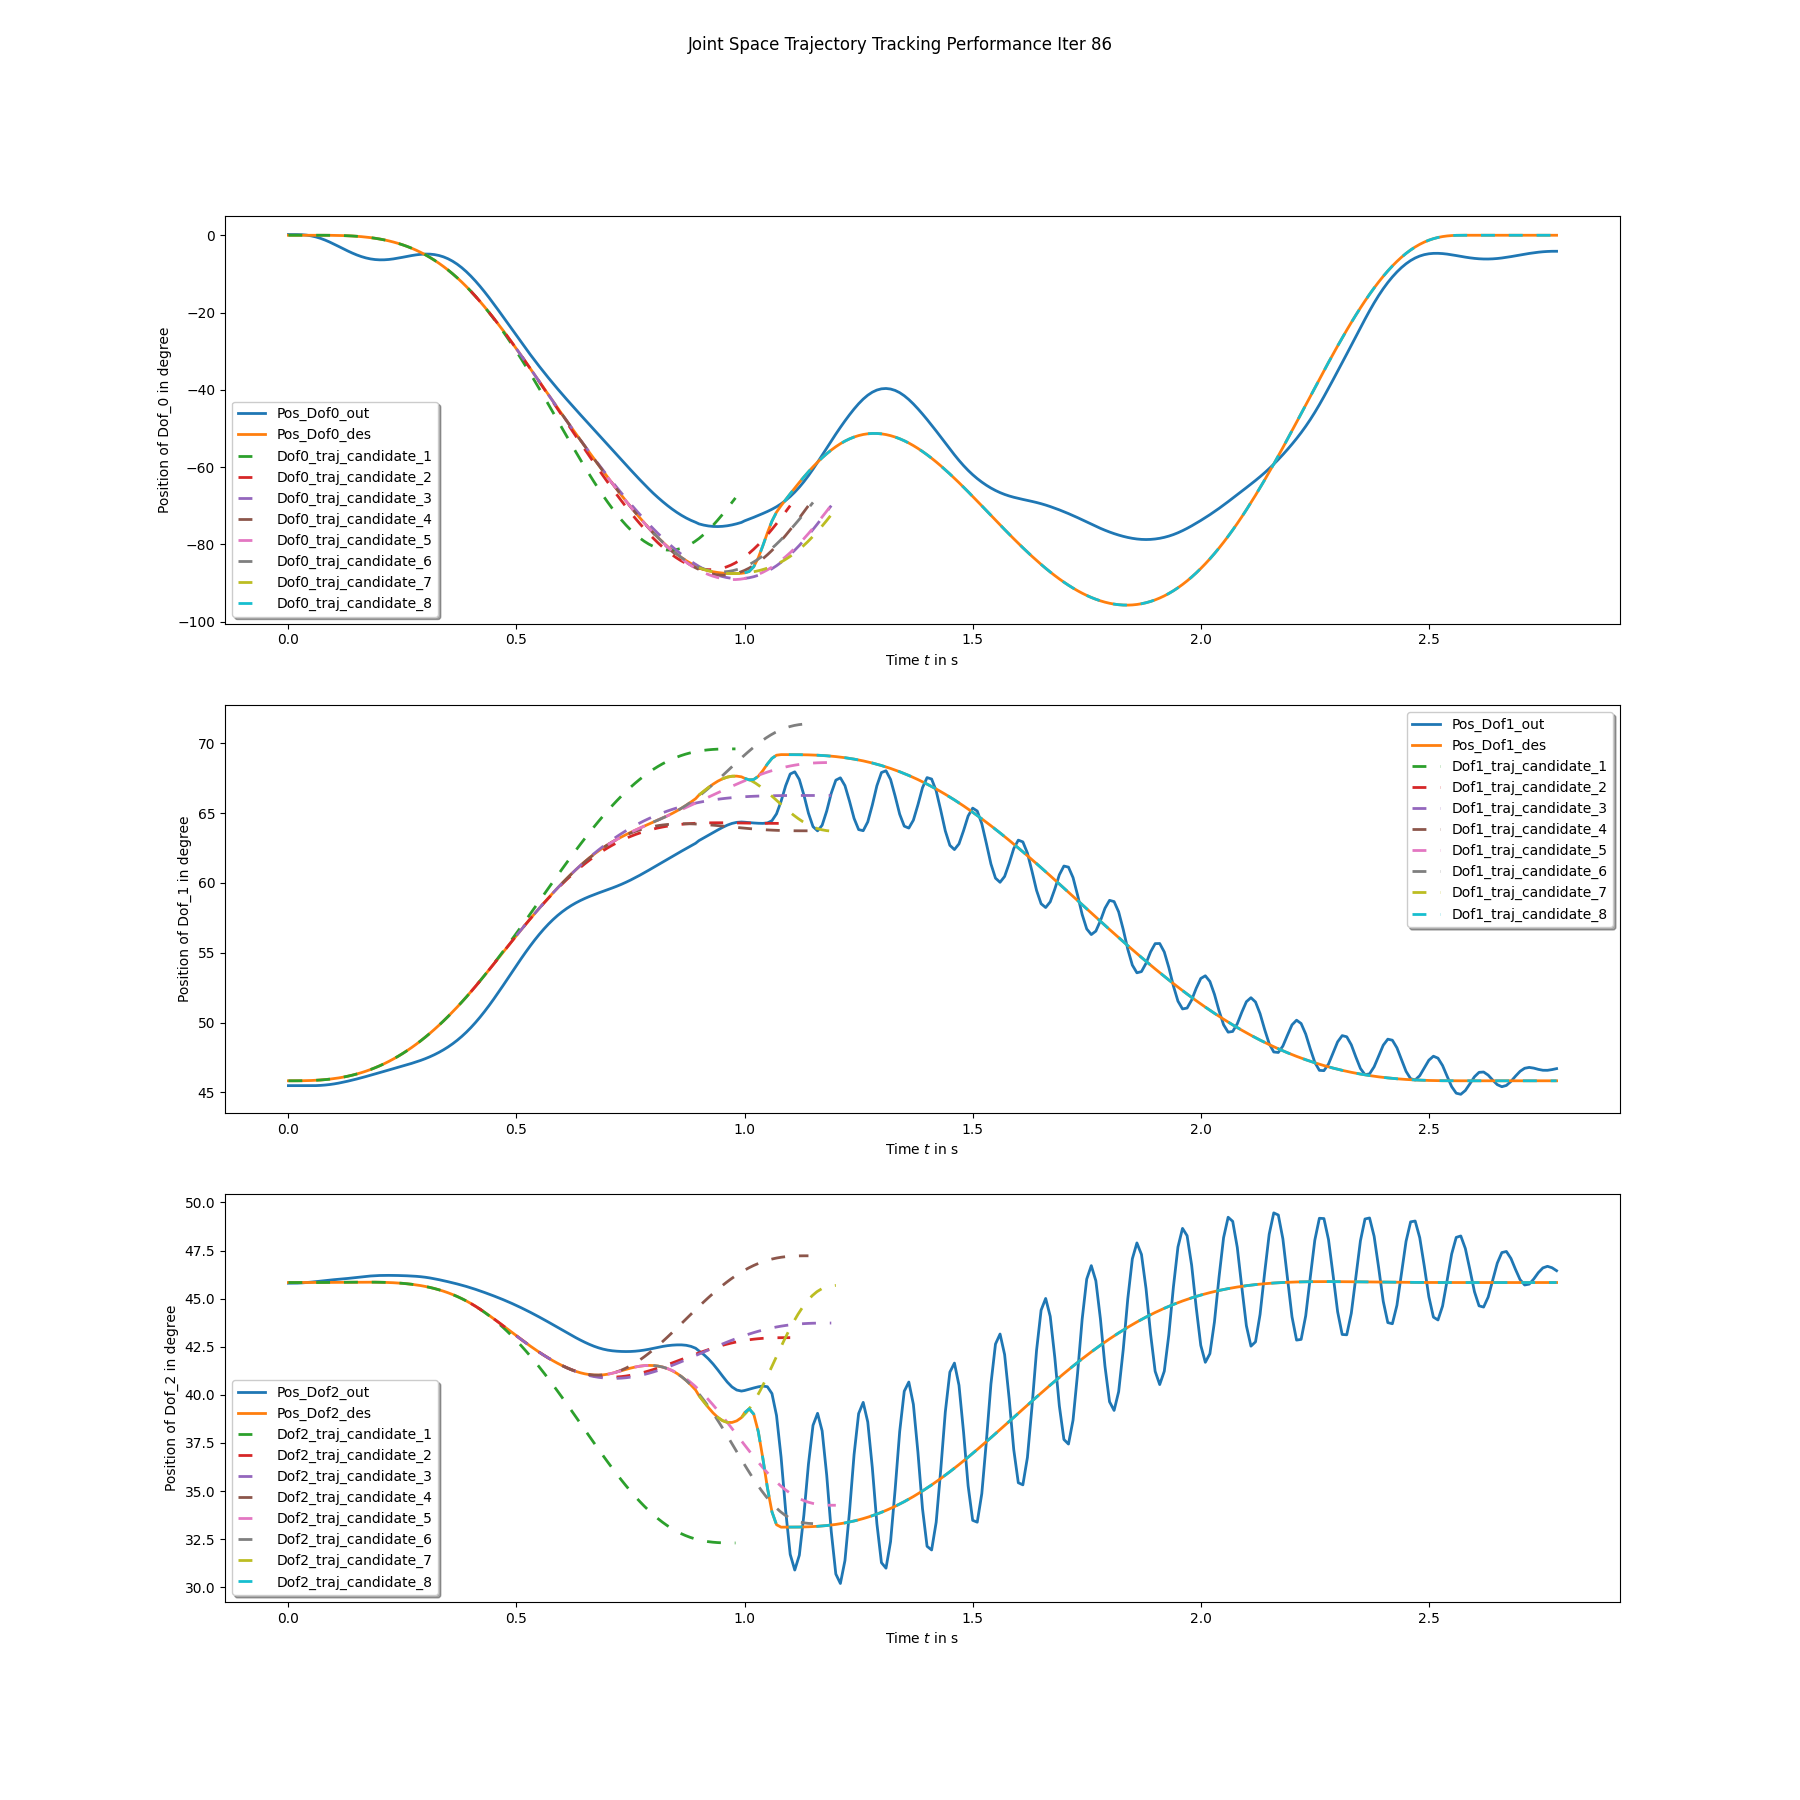 Joint Space Trajectory Tracking Performance Iter 86
Position of Dof_0 in degree
0
−20
−40
−60
−80
−100
Pos_Dof0_out
Pos_Dof0_des
Dof0_traj_candidate_1
Dof0_traj_candidate_2
Dof0_traj_candidate_3
Dof0_traj_candidate_4
Dof0_traj_candidate_5
Dof0_traj_candidate_6
Dof0_traj_candidate_7
Dof0_traj_candidate_8
0.0 0.5 1.0 1.5 2.0 2.5
Time t in s
Position of Dof_1 in degree
70
65
60
55
50
45
Pos_Dof1_out
Pos_Dof1_des
Dof1_traj_candidate_1
Dof1_traj_candidate_2
Dof1_traj_candidate_3
Dof1_traj_candidate_4
Dof1_traj_candidate_5
Dof1_traj_candidate_6
Dof1_traj_candidate_7
Dof1_traj_candidate_8
0.0 0.5 1.0 1.5 2.0 2.5
Time t in s
Position of Dof_2 in degree
50.0
47.5
45.0
42.5
40.0
37.5
35.0
32.5
30.0
Pos_Dof2_out
Pos_Dof2_des
Dof2_traj_candidate_1
Dof2_traj_candidate_2
Dof2_traj_candidate_3
Dof2_traj_candidate_4
Dof2_traj_candidate_5
Dof2_traj_candidate_6
Dof2_traj_candidate_7
Dof2_traj_candidate_8
0.0 0.5 1.0 1.5 2.0 2.5
Time t in s